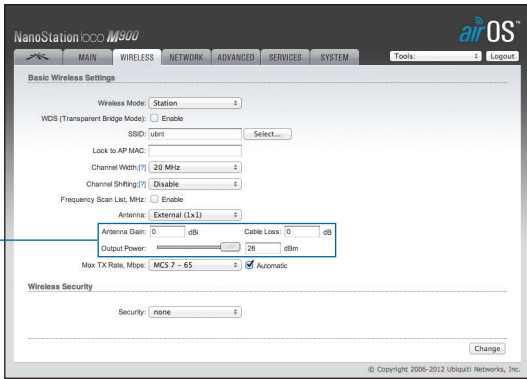 NanoStation loco M900
airOS™
MAIN WIRELESS NETWORK ADVANCED SERVICES SYSTEM Tools: Logout
Basic Wireless Settings
Wireless Mode: Station
WDS (Transparent Bridge Mode): Enable
SSID: ubnt Select...
Lock to AP MAC:
Channel Width:[?] 20 MHz
Channel Shifting:[?] Disable
Frequency Scan List, MHz: Enable
Antenna: External (1x1)
Antenna Gain: 0 dBi Cable Loss: 0 dB
Output Power: 28 dBm
Max TX Rate, Mbps: MCS 7 - 65 Automatic
Wireless Security
Security: none
Change
© Copyright 2006-2012 Ubiquiti Networks, Inc.